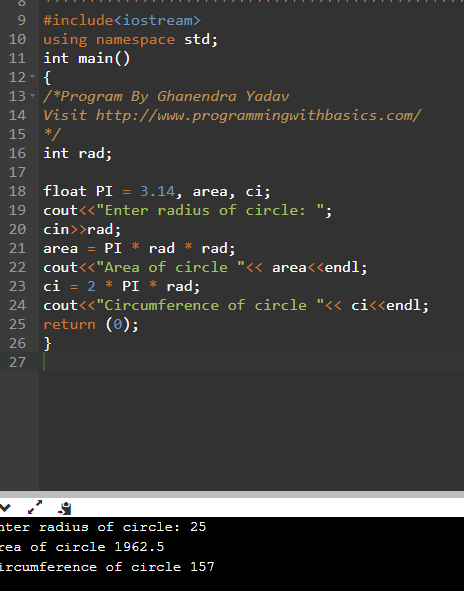 8
9 #include<iostream>
10 using namespace std;
11 int main()
12 {
13 /*Program By Ghanendra Yadav
14 Visit http://www.programmingwithbasics.com/
15 */
16 int rad;
17
18 float PI = 3.14, area, ci;
19 cout<<"Enter radius of circle: ";
20 cin>>rad;
21 area = PI * rad * rad;
22 cout<<"Area of circle "<< area<<endl;
23 ci = 2 * PI * rad;
24 cout<<"Circumference of circle "<< ci<<endl;
25 return (0);
26 }
27
nter radius of circle: 25
rea of circle 1962.5
ircumference of circle 157